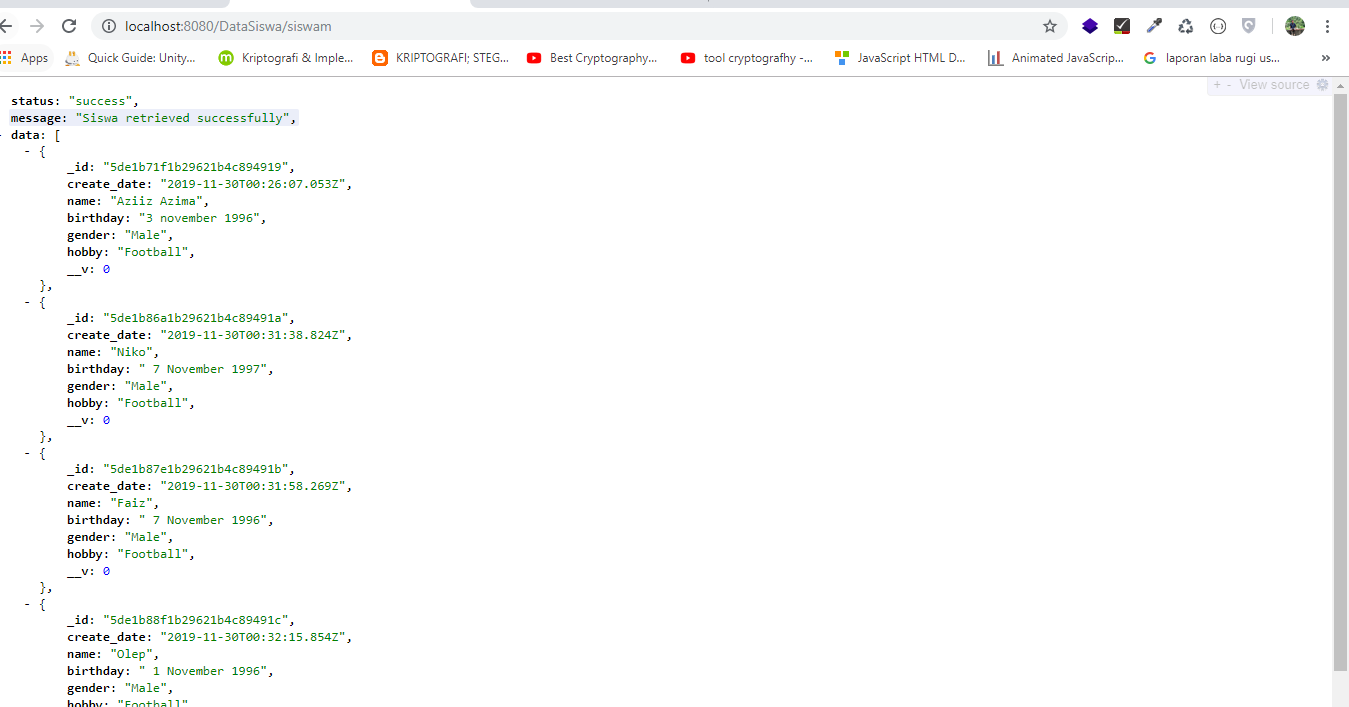 localhost:8080/DataSiswa/siswam
Apps Quick Guide: Unity... Kriptografi & Imple... KRIPTOGRAFI; STEG... Best Cryptography... tool cryptografhy -... JavaScript HTML D... Animated JavaScrip... laporan laba rugi us... »
+ - View source
status: "success",
message: "Siswa retrieved successfully",
- data: [
- {
_id: "5de1b71f1b29621b4c894919",
create_date: "2019-11-30T00:26:07.053Z",
name: "Aziiz Azima",
birthday: "3 november 1996",
gender: "Male",
hobby: "Football",
__v: 0
},
- {
_id: "5de1b86a1b29621b4c89491a",
create_date: "2019-11-30T00:31:38.824Z",
name: "Niko",
birthday: " 7 November 1997",
gender: "Male",
hobby: "Football",
__v: 0
},
- {
_id: "5de1b87e1b29621b4c89491b",
create_date: "2019-11-30T00:31:58.269Z",
name: "Faiz",
birthday: " 7 November 1996",
gender: "Male",
hobby: "Football",
__v: 0
},
- {
_id: "5de1b88f1b29621b4c89491c",
create_date: "2019-11-30T00:32:15.854Z",
name: "Olep",
birthday: " 1 November 1996",
gender: "Male",
hobby: "Football"